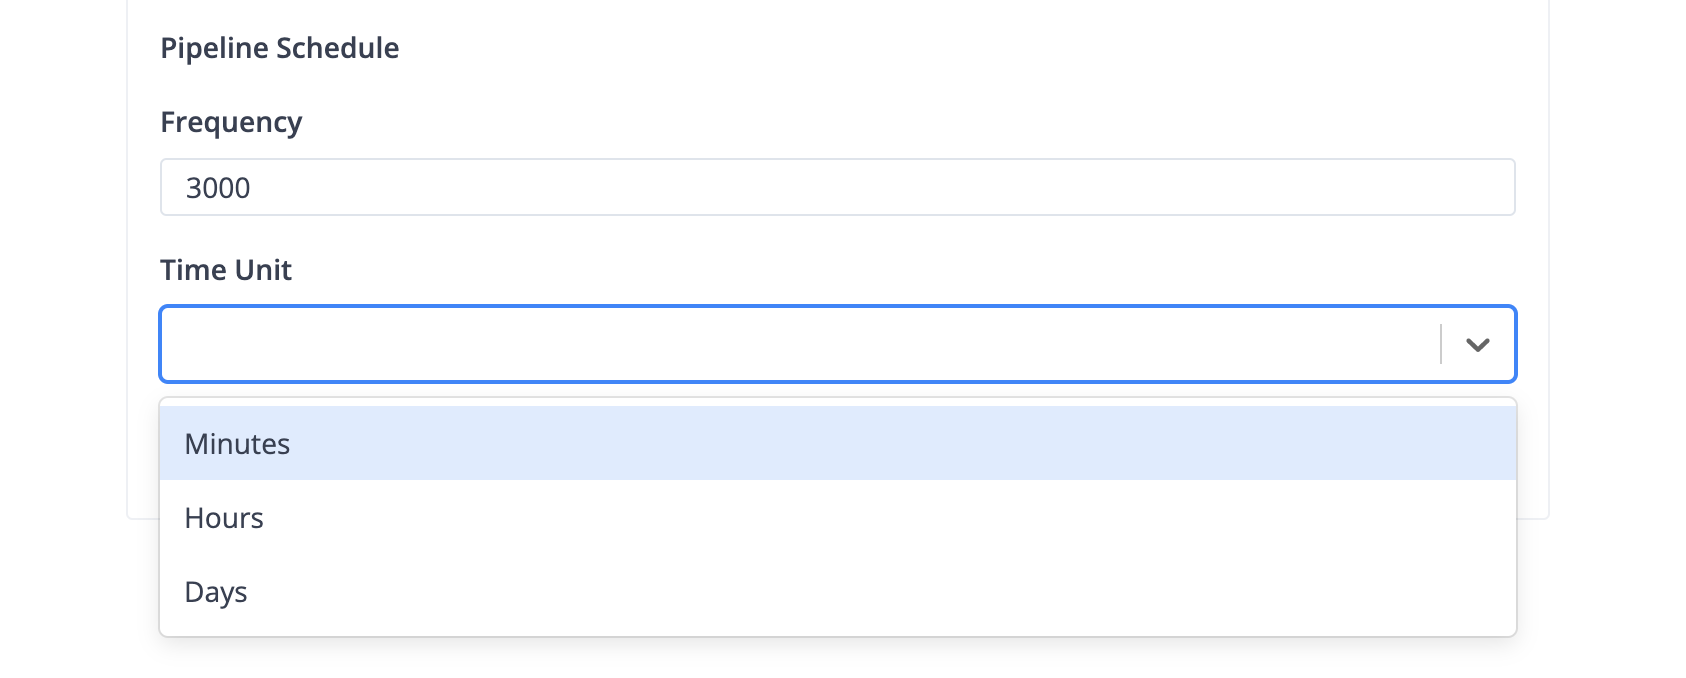 Pipeline Schedule
Frequency
3000
Time Unit
Minutes
Hours
Days